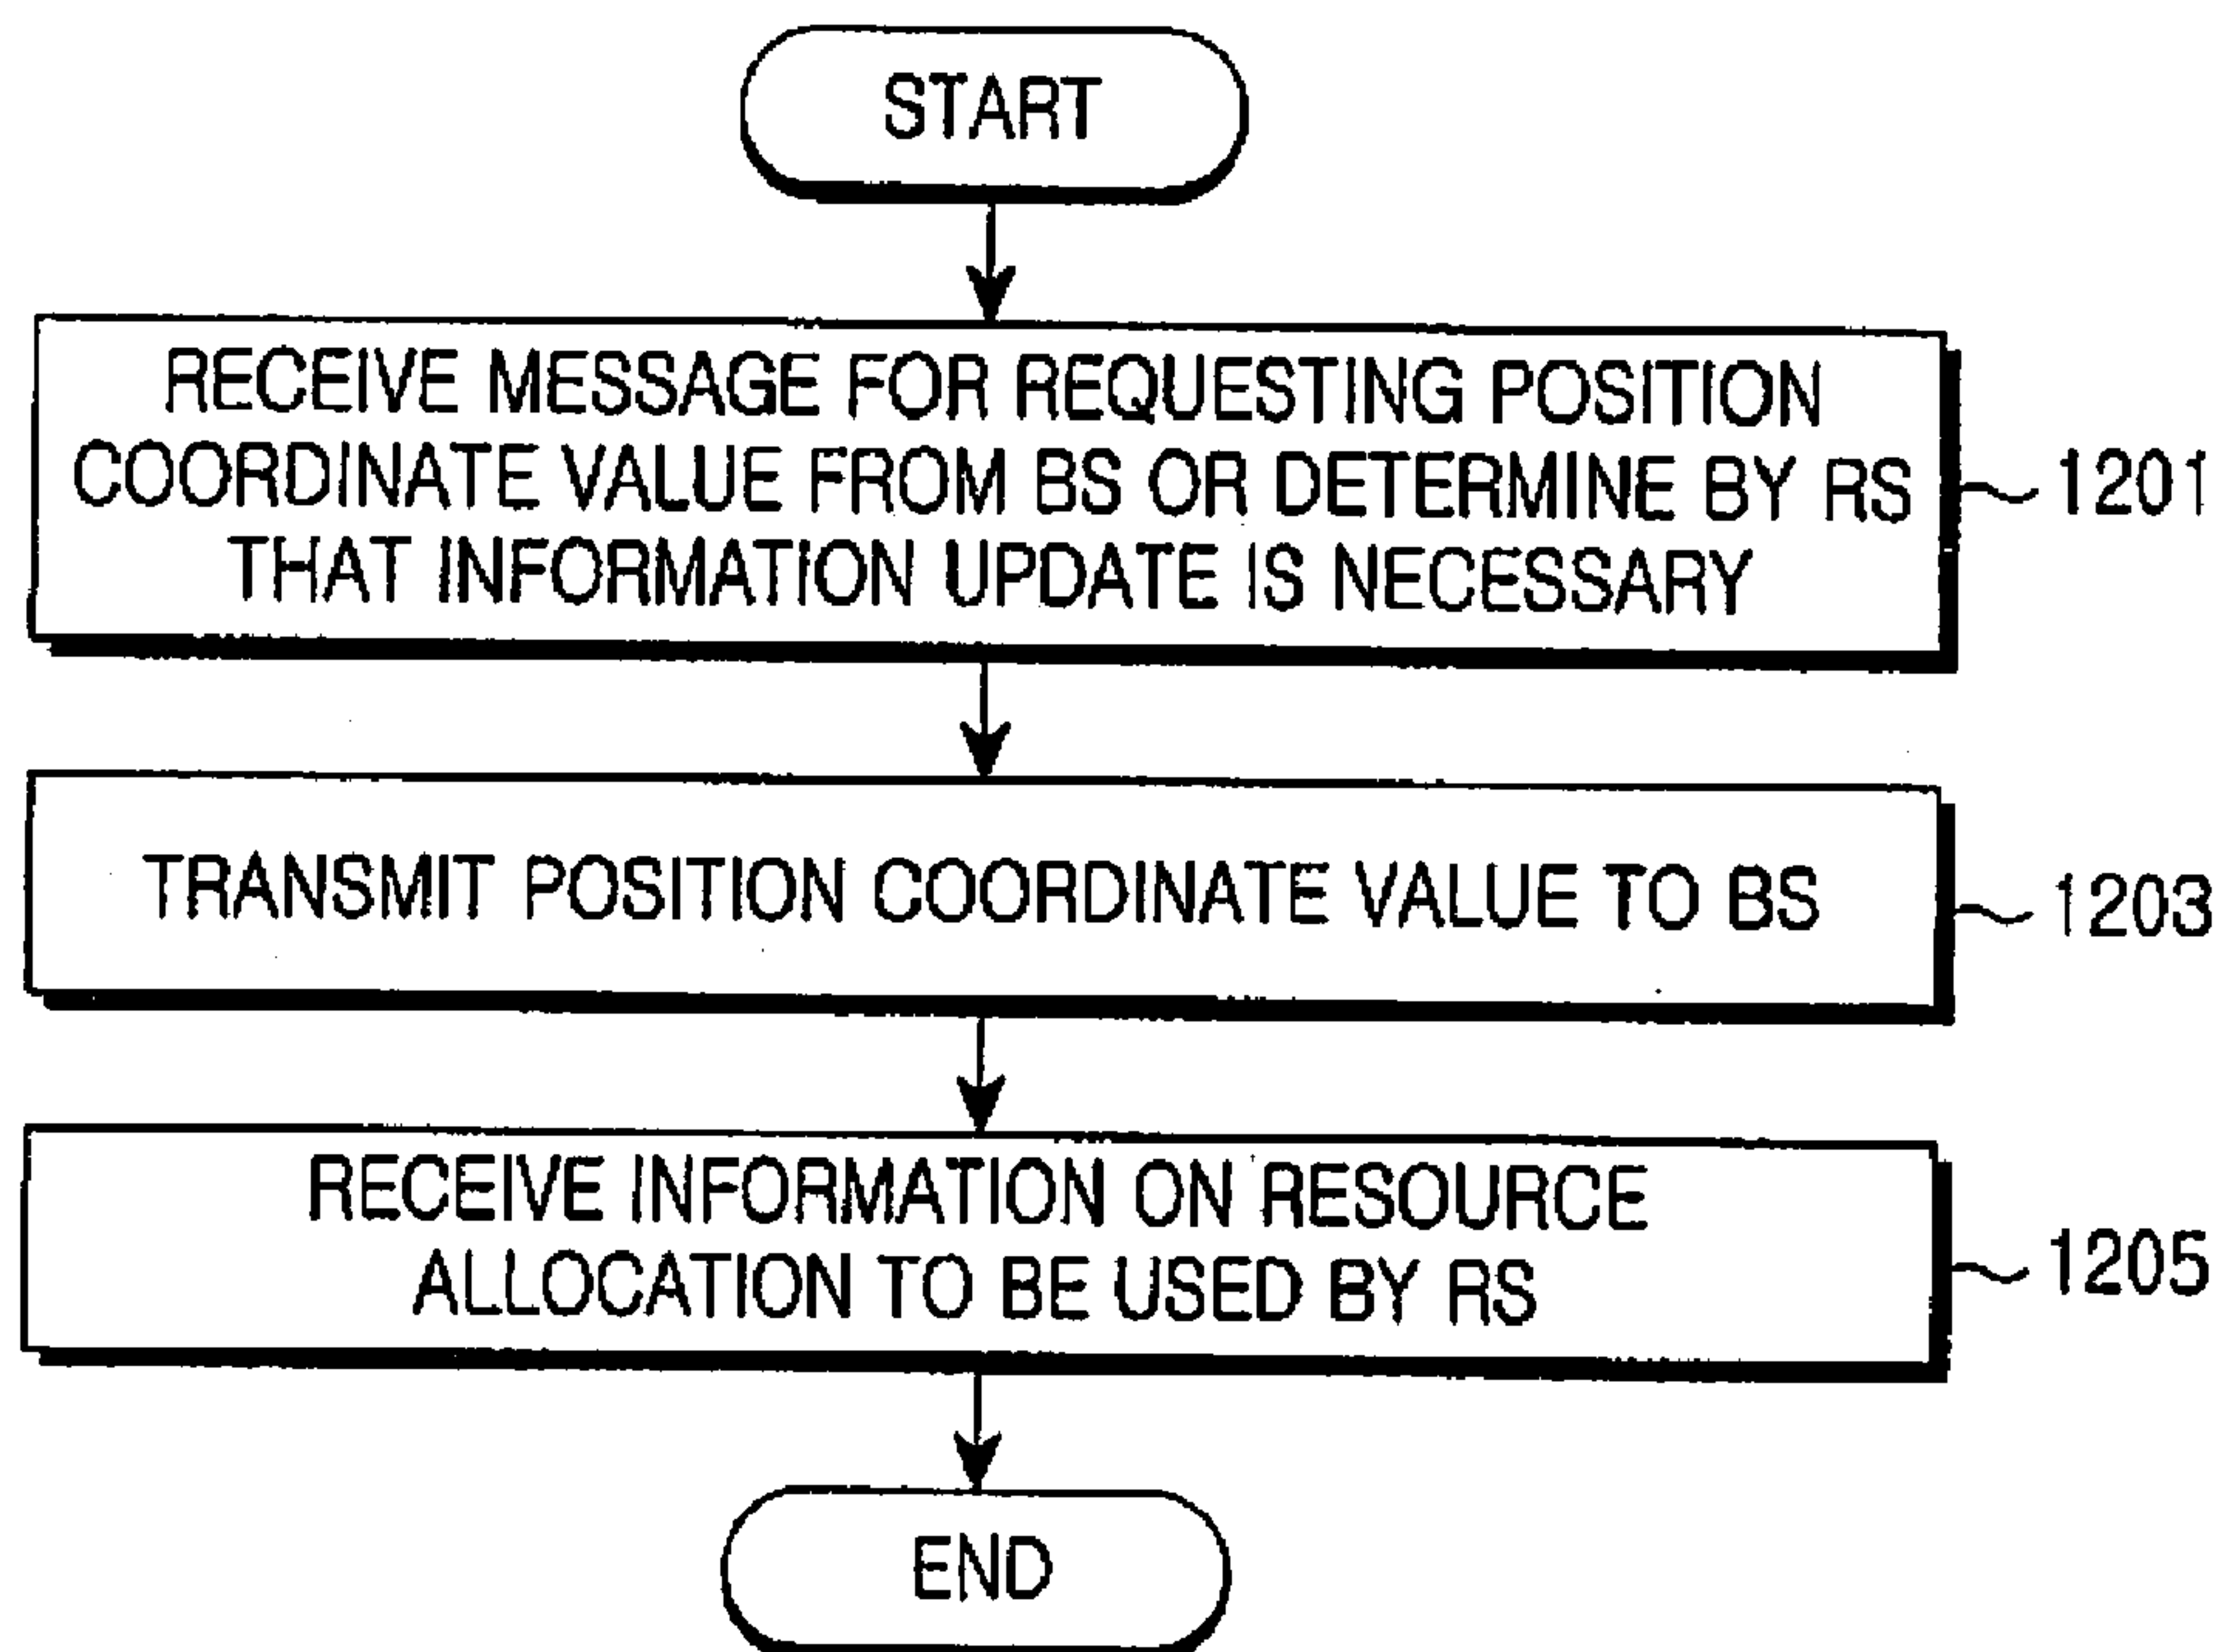 START
RECEIVE MESSAGE FOR REQUESTING POSITION
COORDINATE VALUE FROM BS OR DETERMINE BY RS
THAT INFORMATION UPDATE IS NECESSARY
1201
TRANSMIT POSITION COORDINATE VALUE TO BS
1203
RECEIVE INFORMATION ON RESOURCE
ALLOCATION TO BE USED BY RS
1205
END